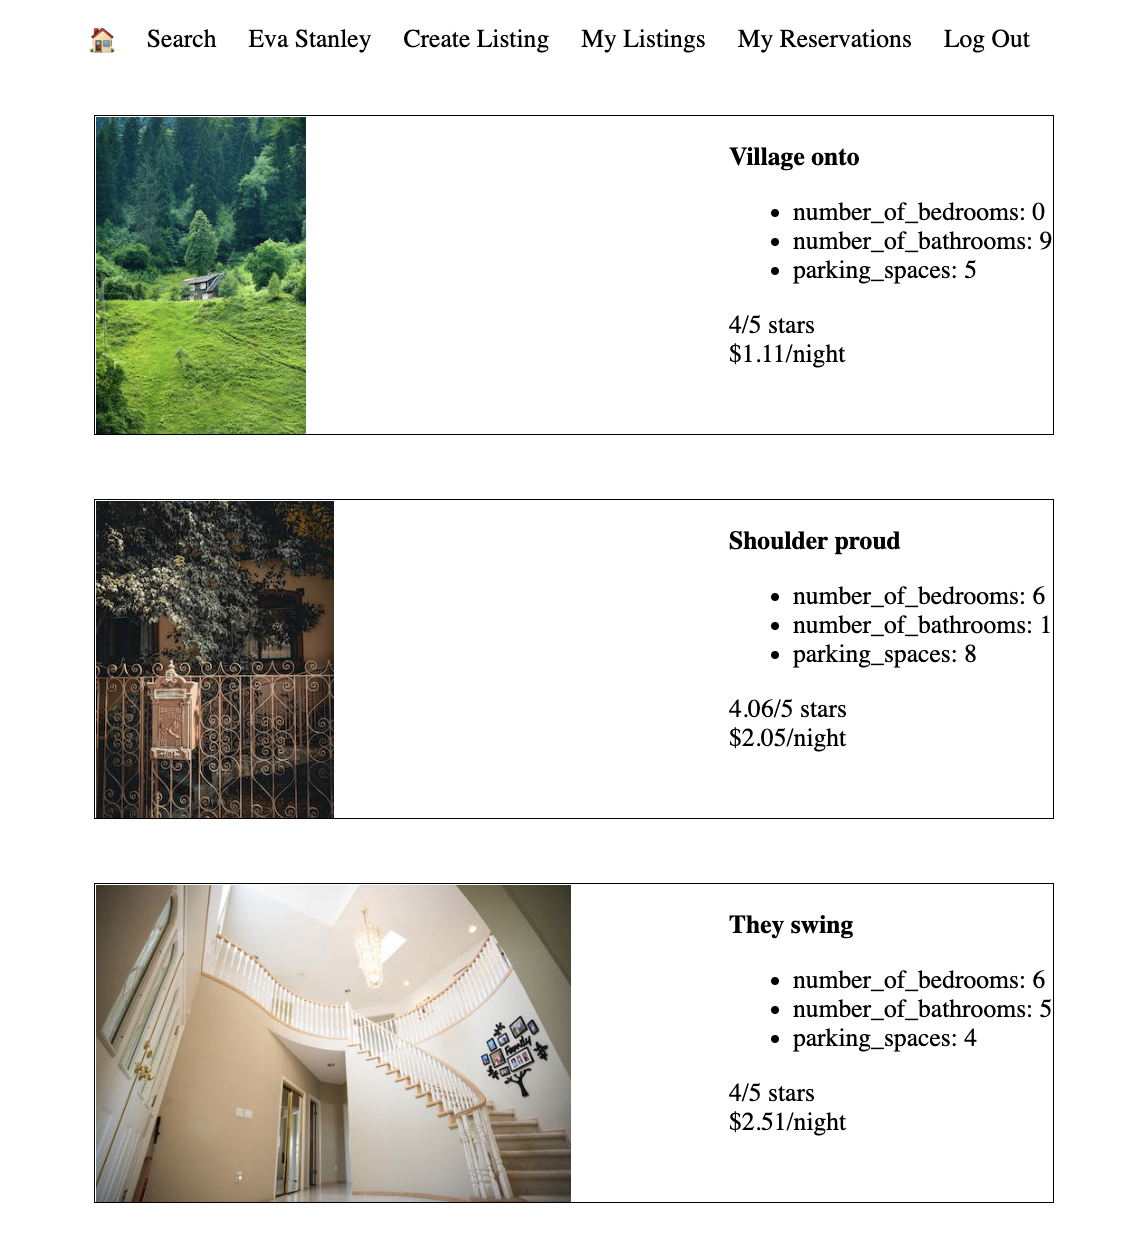 Search Eva Stanley Create Listing My Listings My Reservations Log Out
Village onto
number_of_bedrooms: 0
number_of_bathrooms: 9
parking_spaces: 5
4/5 stars
$1.11/night
Shoulder proud
number_of_bedrooms: 6
number_of_bathrooms: 1
parking_spaces: 8
4.06/5 stars
$2.05/night
Family
They swing
number_of_bedrooms: 6
number_of_bathrooms: 5
parking_spaces: 4
4/5 stars
$2.51/night